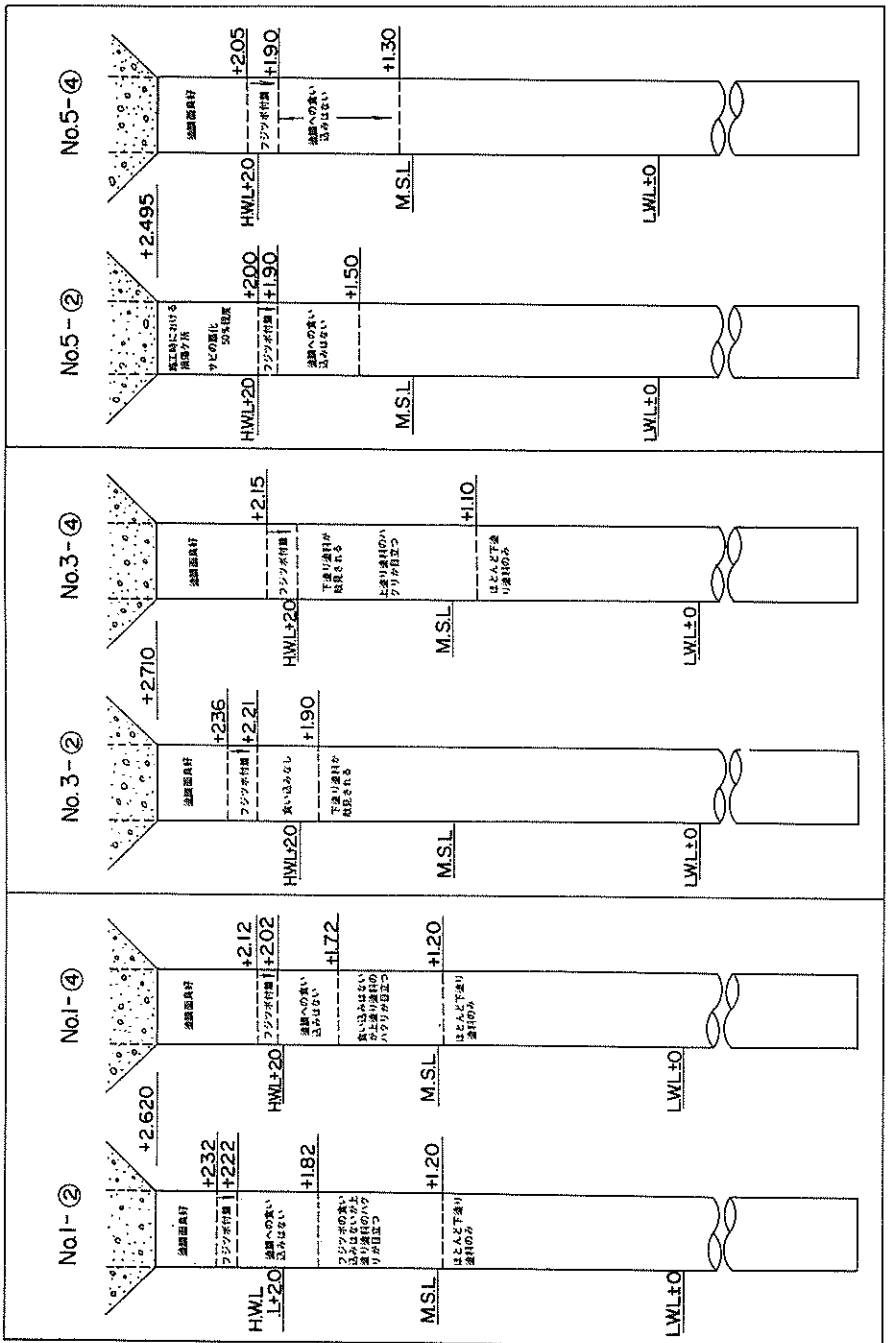 No.1-②
+2.620
塗膜面良好
+2.32
フジツボ付着
+2.22
塗膜への食い
込みはない
H.W.L
.L+2.0
+1.82
フジツボの食い
込みはないが上
塗り塗料のハク
リが目立つ
M.S.L
+1.20
ほとんど下塗り
塗料のみ
L.W.L±0
No.1-④
塗膜面良好
+2.12
フジツボ付着
+2.02
H.W.L+2.0
塗膜への食い
込みはない
+1.72
食い込みはない
が上塗り塗料の
ハクリが目立つ
M.S.L
+1.20
ほとんど下塗り
塗料のみ
L.W.L±0
No.3-②
+2.710
塗膜面良好
+2.36
フジツボ付着
+2.21
食い込みなし
H.W.L+2.0
+1.90
下塗り塗料が
散見される
M.S.L
L.W.L±0
No.3-④
塗膜面良好
+2.15
フジツボ付着
H.W.L+2.0
下塗り塗料が
散見される
上塗り塗料のハ
クリが目立つ
M.S.L
+1.10
ほとんど下塗
り塗料のみ
L.W.L±0
No.5-②
+2.495
施工時における
損傷ケ所
サビの悪化
50%程度
+2.00
H.W.L+2.0
フジツボ付着
+1.90
塗膜への食い
込みはない
+1.50
M.S.L
L.W.L±0
No.5-④
塗膜面良好
+2.05
H.W.L+2.0
フジツボ付着
+1.90
塗膜への食い
込みはない
+1.30
M.S.L
L.W.L±0